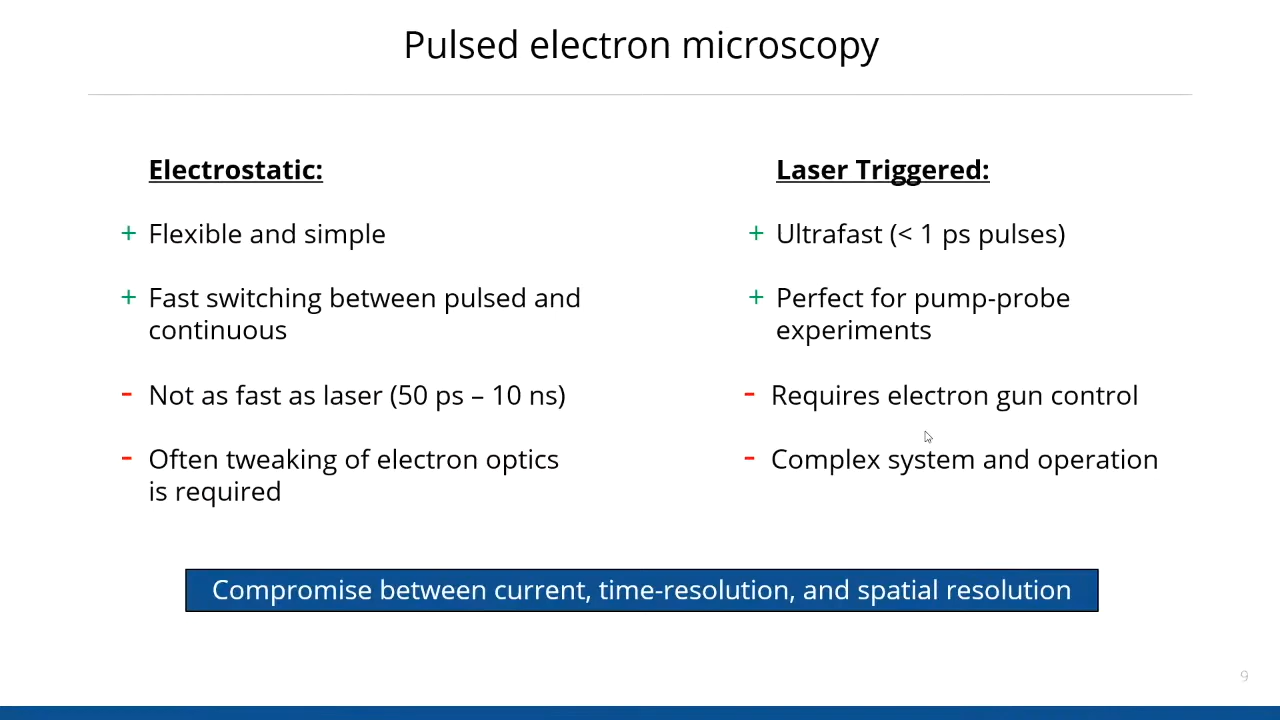 Pulsed electron microscopy
Electrostatic:
+ Flexible and simple
+ Fast switching between pulsed and
continuous
- Not as fast as laser (50 ps – 10 ns)
- Often tweaking of electron optics
is required
Laser Triggered:
+ Ultrafast (< 1 ps pulses)
+ Perfect for pump-probe
experiments
- Requires electron gun control
- Complex system and operation
Compromise between current, time-resolution, and spatial resolution
9